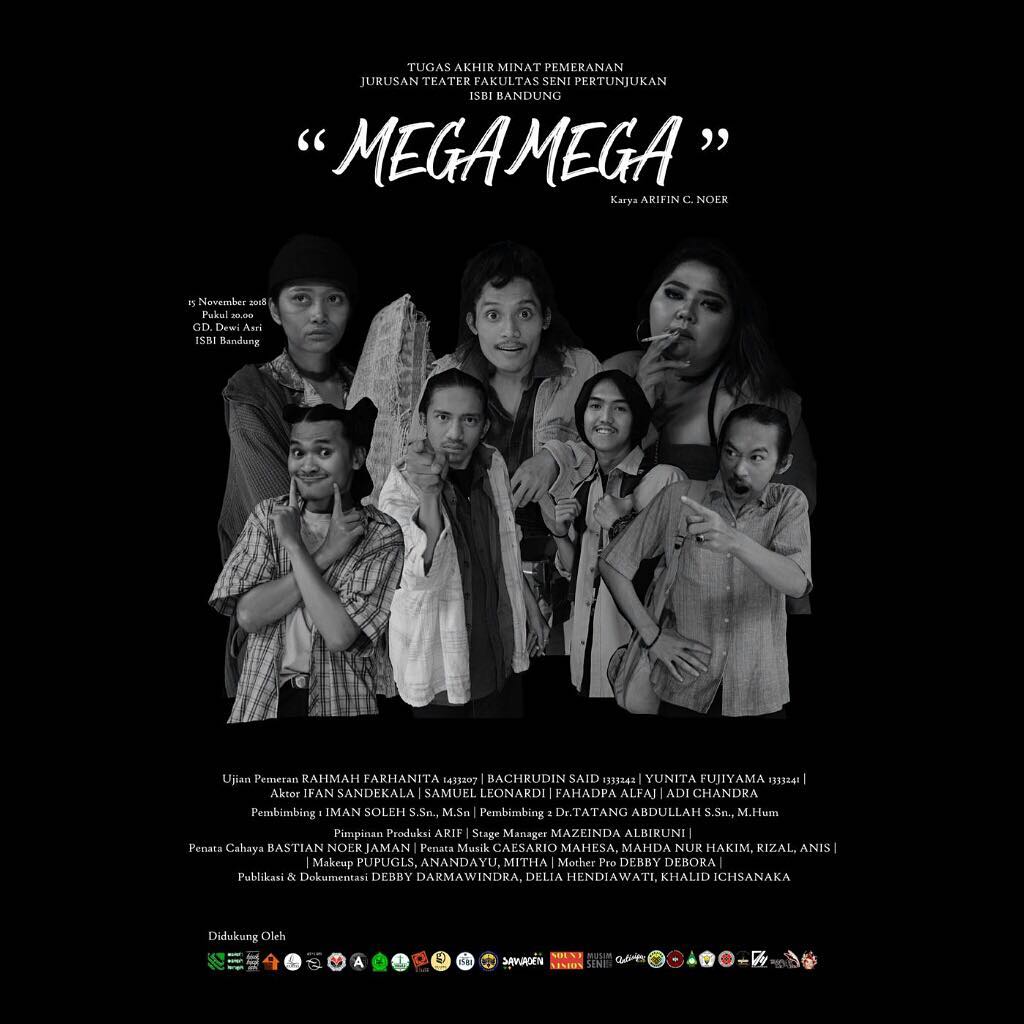 TUGAS AKHIR MINAT PEMERANAN
JURUSAN TEATER FAKULTAS SENI PERTUNJUKAN
ISBI BANDUNG
“ MEGA MEGA ”
Karya ARIFIN C. NOER
15 November 2018
Pukul 20.00
GD. Dewi Asri
ISBI Bandung
Ujian Pemeran RAHMAH FARHANITA 1433207 | BACHRUDIN SAID 1333242 | YUNITA FUJIYAMA 1333241 |
Aktor IFAN SANDEKALA | SAMUEL LEONARDI | FAHADPA ALFAJ | ADI CHANDRA
Pembimbing 1 IMAN SOLEH S.Sn., M.Sn | Pembimbing 2 Dr.TATANG ABDULLAH S.Sn., M.Hum
Pimpinan Produksi ARIF | Stage Manager MAZEINDA ALBIRUNI |
Penata Cahaya BASTIAN NOER JAMAN | Penata Musik CAESARIO MAHESA, MAHDA NUR HAKIM, RIZAL, ANIS |
| Makeup PUPUGLS, ANANDAYU, MITHA | Mother Pro DEBBY DEBORA |
Publikasi & Dokumentasi DEBBY DARMAWINDRA, DELIA HENDIAWATI, KHALID ICHSANAKA
Didukung Oleh
ISBI
SAWADEN
MUSIM
SENI